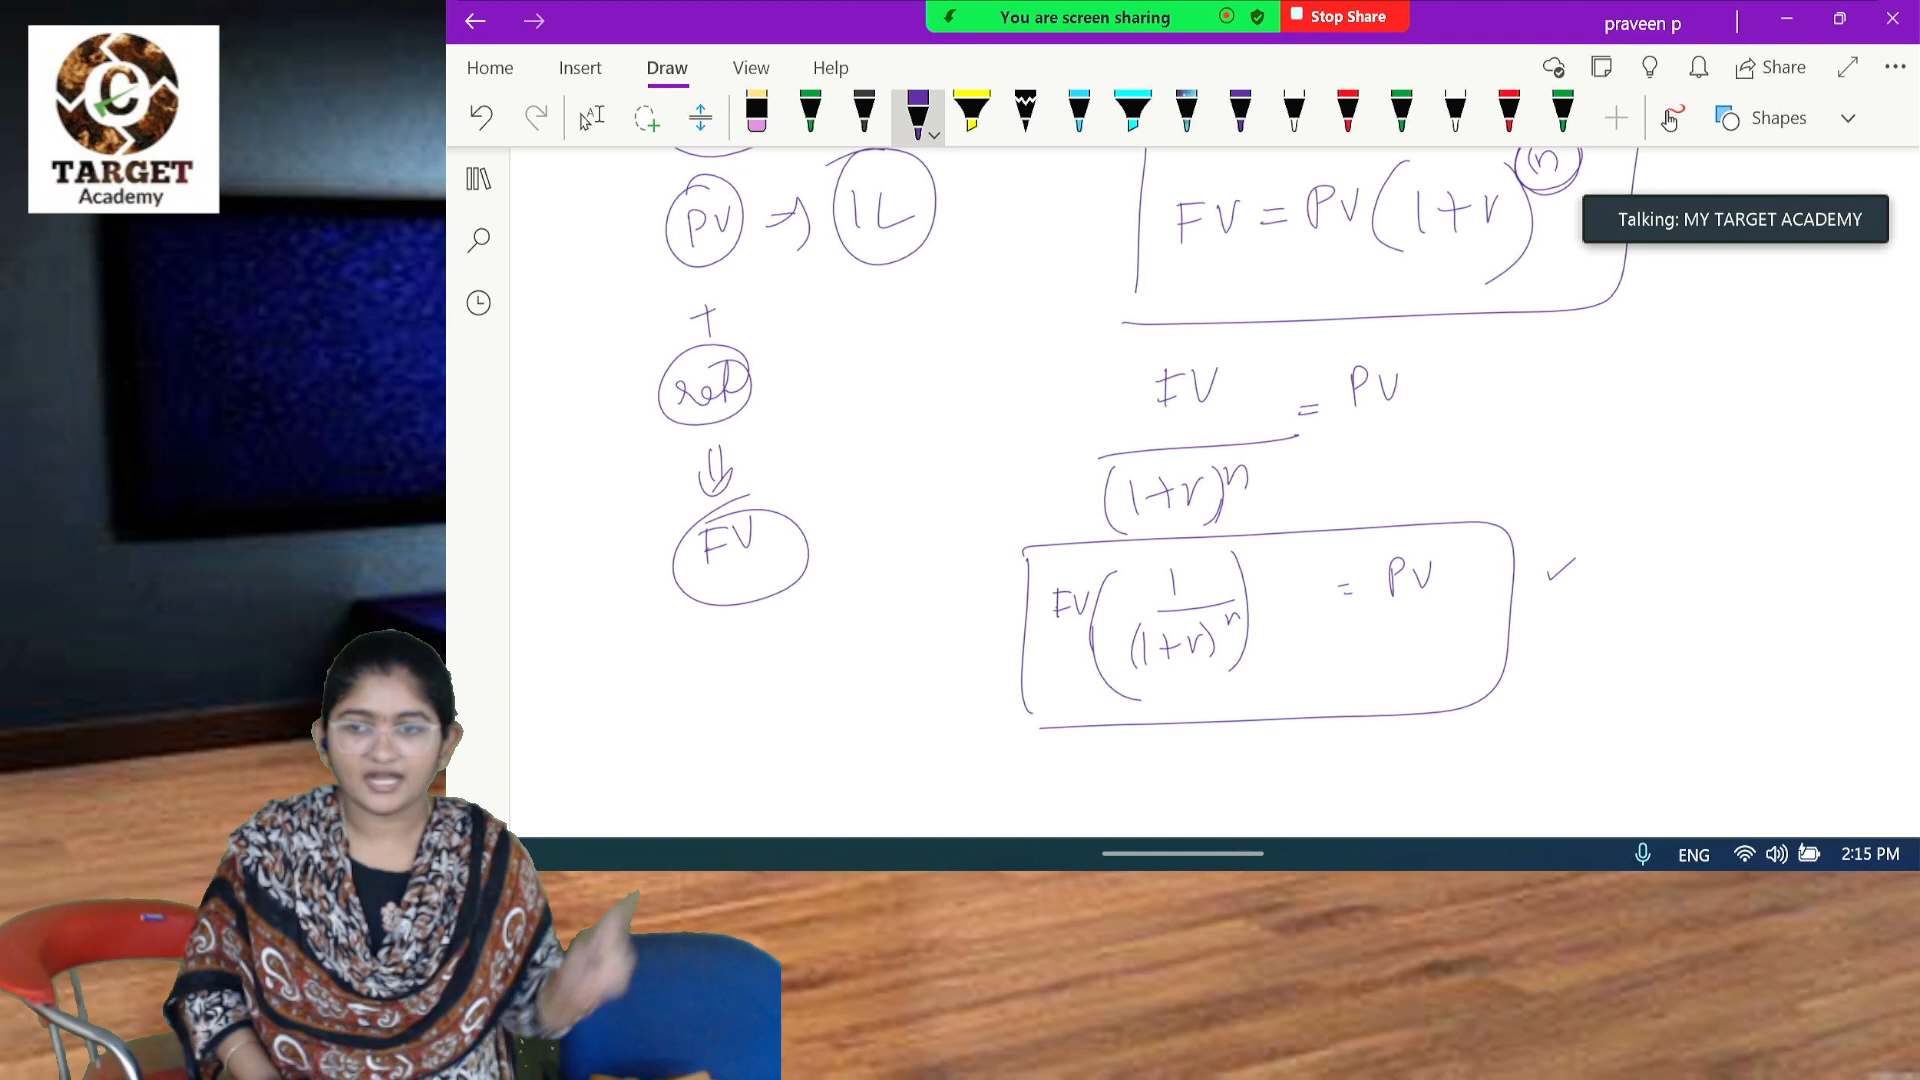 C
TARGET
Academy
You are screen sharing
Stop Share
praveen p
Home Insert Draw View Help
Share
Shapes
Talking: MY TARGET ACADEMY
PV ⇒ 1L
+
ret
⇓
FV
FV = PV(1+r)^n
FV/(1+r)^n = PV
FV(1/(1+r)^n) = PV ✓
ENG 2:15 PM